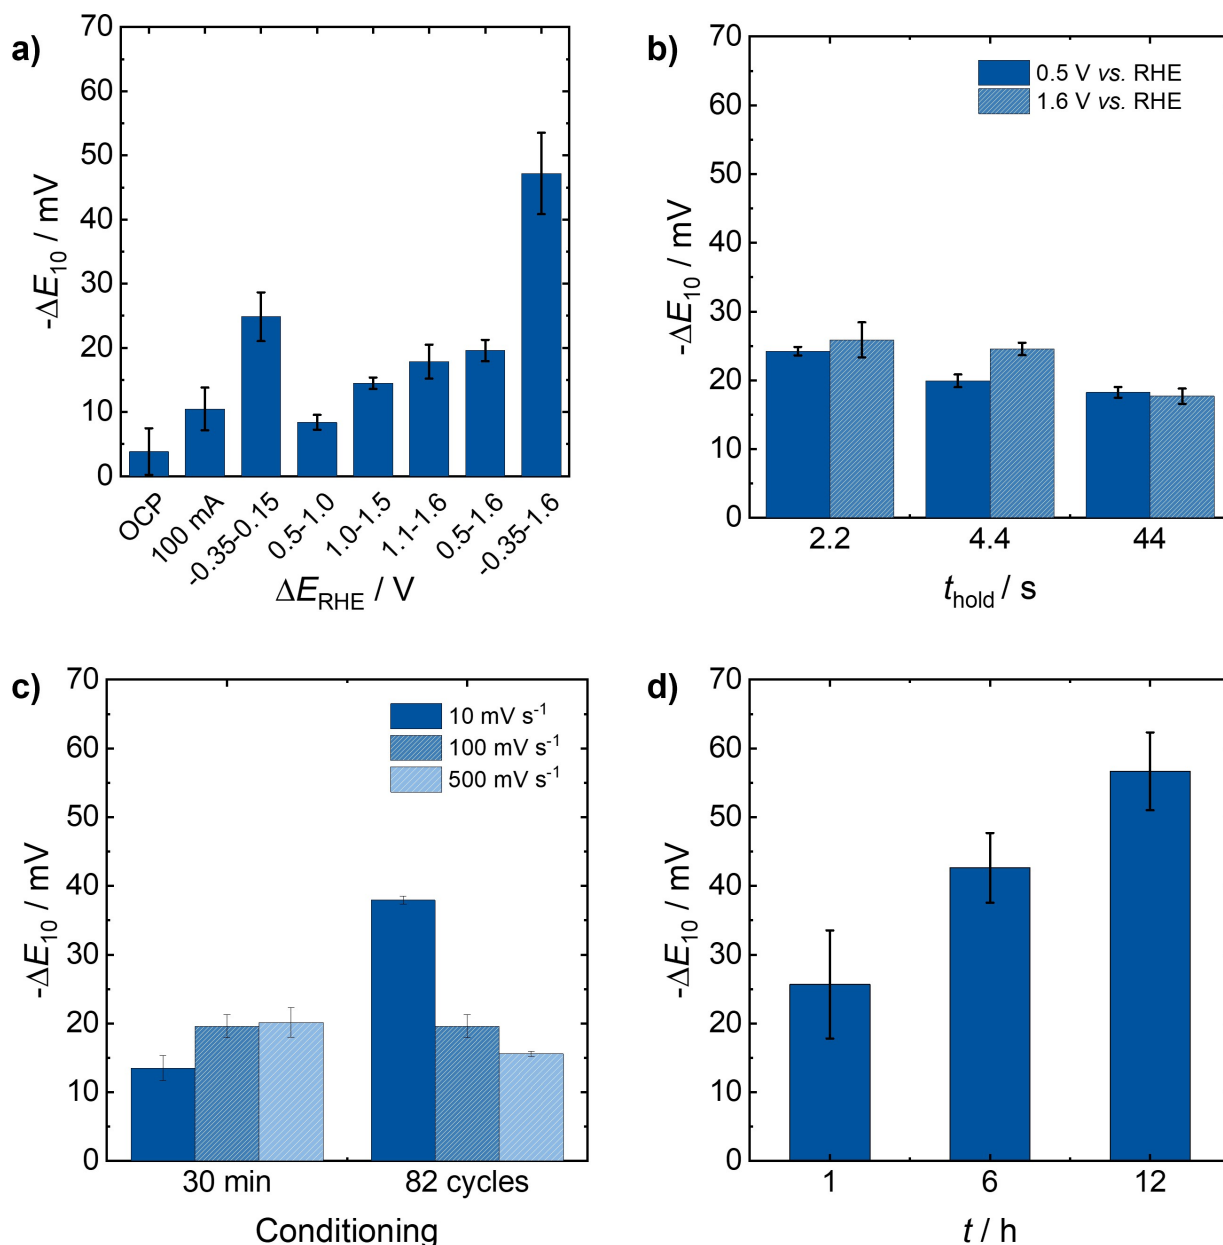 a)
70
60
50
40
30
20
10
0
-ΔE₁₀ / mV
OCP
100 mA
-0.35-0.15
0.5-1.0
1.0-1.5
1.1-1.6
0.5-1.6
-0.35-1.6
ΔE_RHE / V
b)
70
60
50
40
30
20
10
0
-ΔE₁₀ / mV
0.5 V vs. RHE
1.6 V vs. RHE
2.2 4.4 44
t_hold / s
c)
70
60
50
40
30
20
10
0
-ΔE₁₀ / mV
10 mV s⁻¹
100 mV s⁻¹
500 mV s⁻¹
30 min 82 cycles
Conditioning
d)
70
60
50
40
30
20
10
0
-ΔE₁₀ / mV
1 6 12
t / h